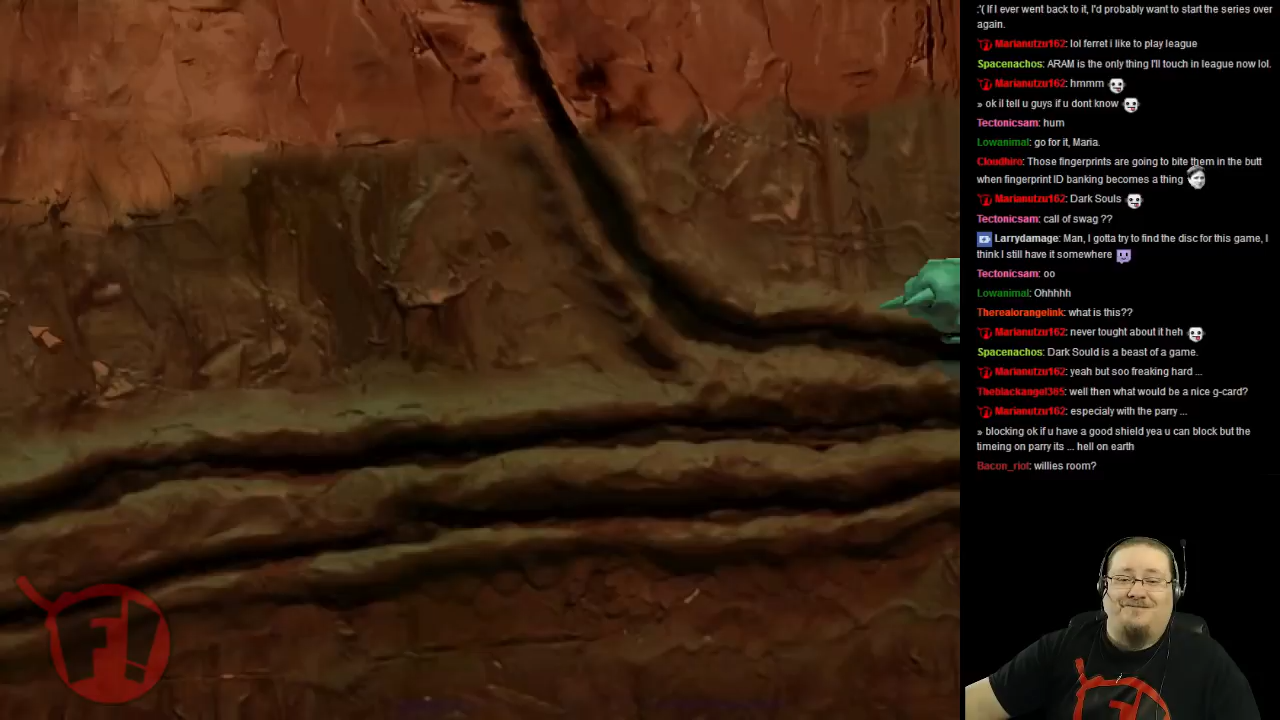 :'( If I ever went back to it, I'd probably want to start the series over
again.
Marianutzu162: lol ferret i like to play league
Spacenachos: ARAM is the only thing I'll touch in league now lol.
Marianutzu162: hmmm
» ok il tell u guys if u dont know
Tectonicsam: hum
Lowanimal: go for it, Maria.
Cloudhiro: Those fingerprints are going to bite them in the butt
when fingerprint ID banking becomes a thing
Marianutzu162: Dark Souls
Tectonicsam: call of swag ??
Larrydamage: Man, I gotta try to find the disc for this game, I
think I still have it somewhere
Tectonicsam: oo
Lowanimal: Ohhhhh
Therealorangelink: what is this??
Marianutzu162: never tought about it heh
Spacenachos: Dark Sould is a beast of a game.
Marianutzu162: yeah but soo freaking hard ...
Theblackangel365: well then what would be a nice g-card?
Marianutzu162: especialy with the parry ...
» blocking ok if u have a good shield yea u can block but the
timeing on parry its ... hell on earth
Bacon_riot: willies room?
F!